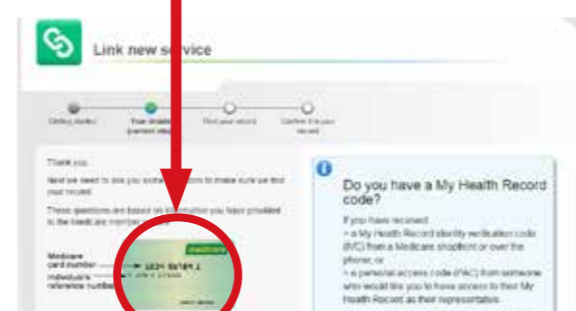 Link new service
Getting started
Your details
(current step)
Find your record
Confirm it is your
record
Thank you.
Next we need to ask you some questions to make sure we find
your record.
These questions are based on information you have provided
to the Medicare
Medicare
card number
Individual
reference number
Do you have a My Health Record
code?
If you have received:
> a My Health Record identity verification code
(IVC) from a Medicare shopfront or over the
phone; or
> a personal access code (PAC) from someone
who would like you to have access to their My
Health Record as their representative.